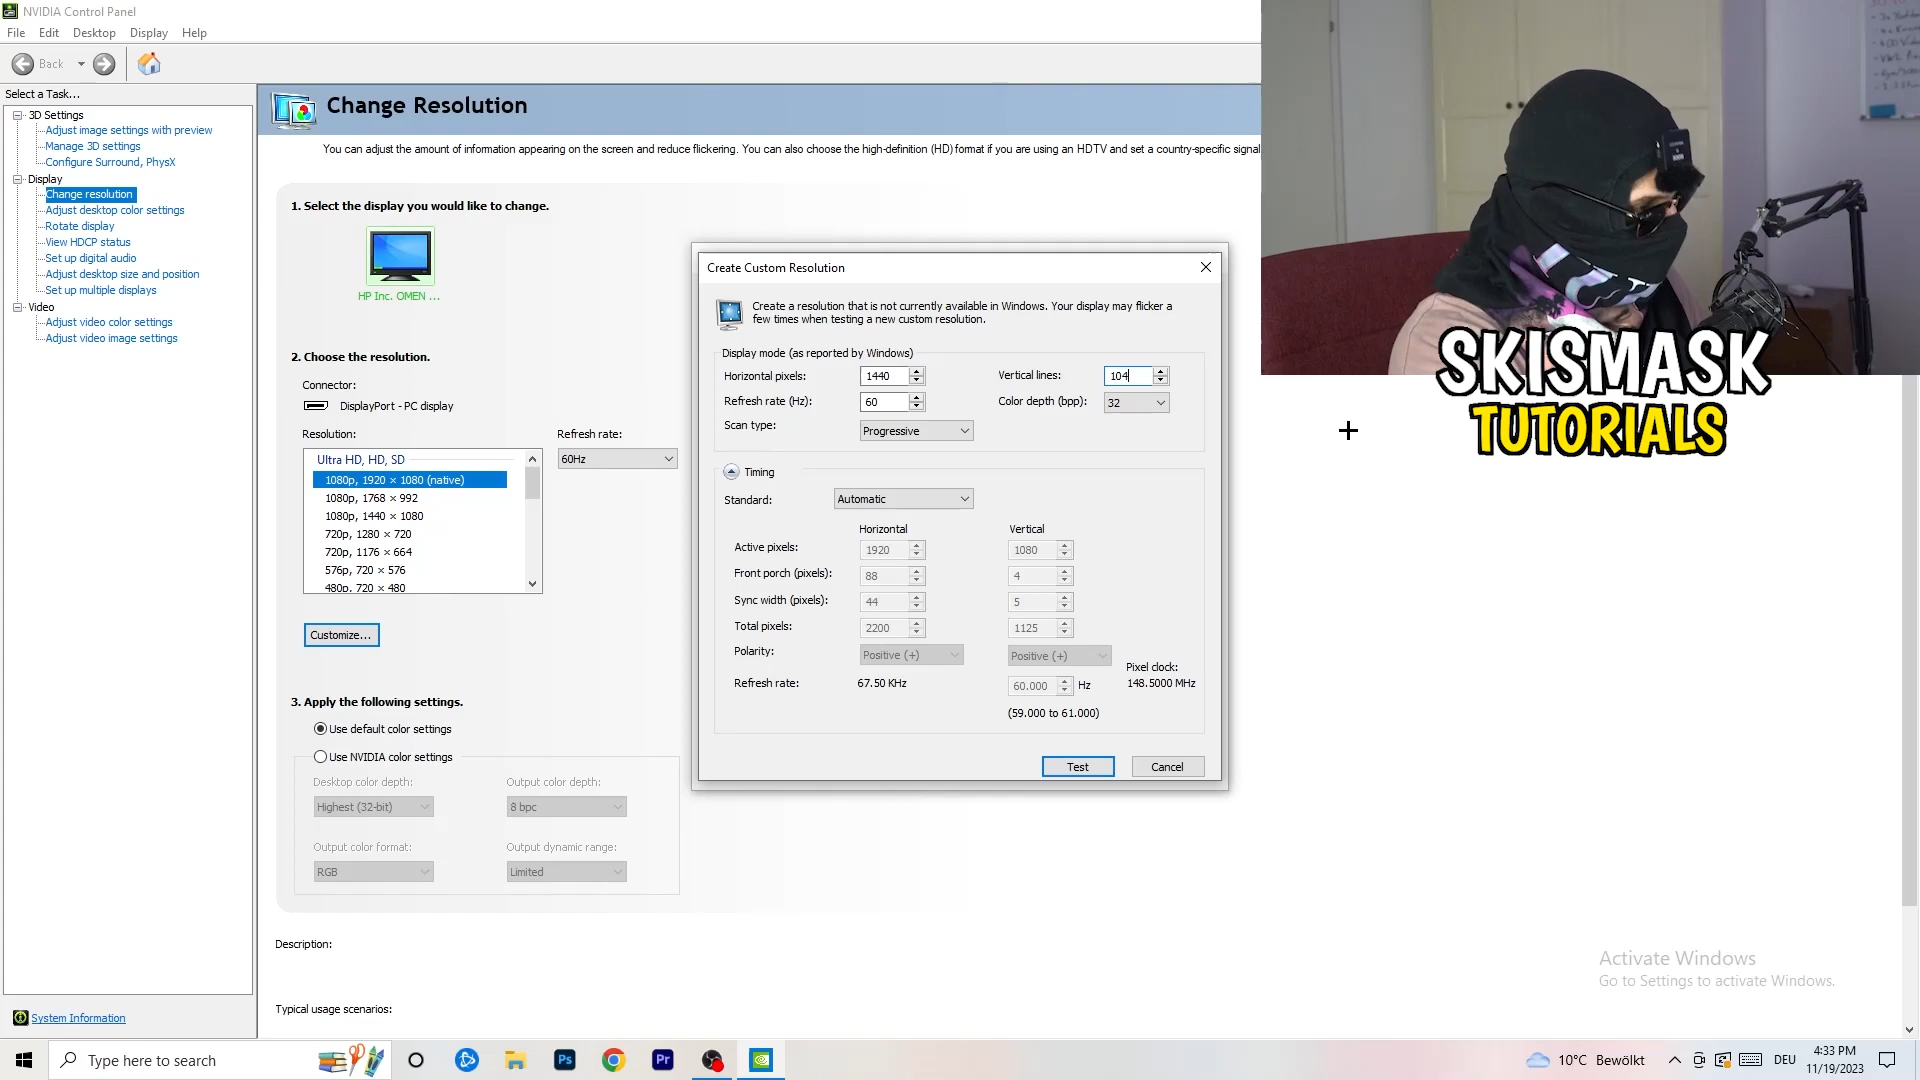 NVIDIA Control Panel
File Edit Desktop Display Help
Back
Select a Task...
3D Settings
Adjust image settings with preview
Manage 3D settings
Configure Surround, PhysX
Display
Change resolution
Adjust desktop color settings
Rotate display
View HDCP status
Set up digital audio
Adjust desktop size and position
Set up multiple displays
Video
Adjust video color settings
Adjust video image settings
System Information
Change Resolution
You can adjust the amount of information appearing on the screen and reduce flickering. You can also choose the high-definition (HD) format if you are using an HDTV and set a country-specific signal
1. Select the display you would like to change.
HP Inc. OMEN ...
2. Choose the resolution.
Connector:
DisplayPort - PC display
Resolution:
Refresh rate:
Ultra HD, HD, SD
60Hz
1080p, 1920 × 1080 (native)
1080p, 1768 × 992
1080p, 1440 × 1080
720p, 1280 × 720
720p, 1176 × 664
576p, 720 × 576
480p, 720 × 480
Customize...
3. Apply the following settings.
Use default color settings
Use NVIDIA color settings
Desktop color depth: Output color depth:
Highest (32-bit) 8 bpc
Output color format: Output dynamic range:
RGB Limited
Description:
Typical usage scenarios:
Create Custom Resolution
Create a resolution that is not currently available in Windows. Your display may flicker a
few times when testing a new custom resolution.
Display mode (as reported by Windows)
Horizontal pixels: 1440 Vertical lines: 104
Refresh rate (Hz): 60 Color depth (bpp): 32
Scan type: Progressive
Timing
Standard: Automatic
Horizontal Vertical
Active pixels: 1920 1080
Front porch (pixels): 88 4
Sync width (pixels): 44 5
Total pixels: 2200 1125
Polarity: Positive (+) Positive (+)
Pixel clock:
Refresh rate: 67.50 KHz 60.000 Hz 148.5000 MHz
(59.000 to 61.000)
Test Cancel
SKISMASK
TUTORIALS
Activate Windows
Go to Settings to activate Windows.
Type here to search
Ps
Pr
10°C Bewölkt
DEU
4:33 PM
11/19/2023